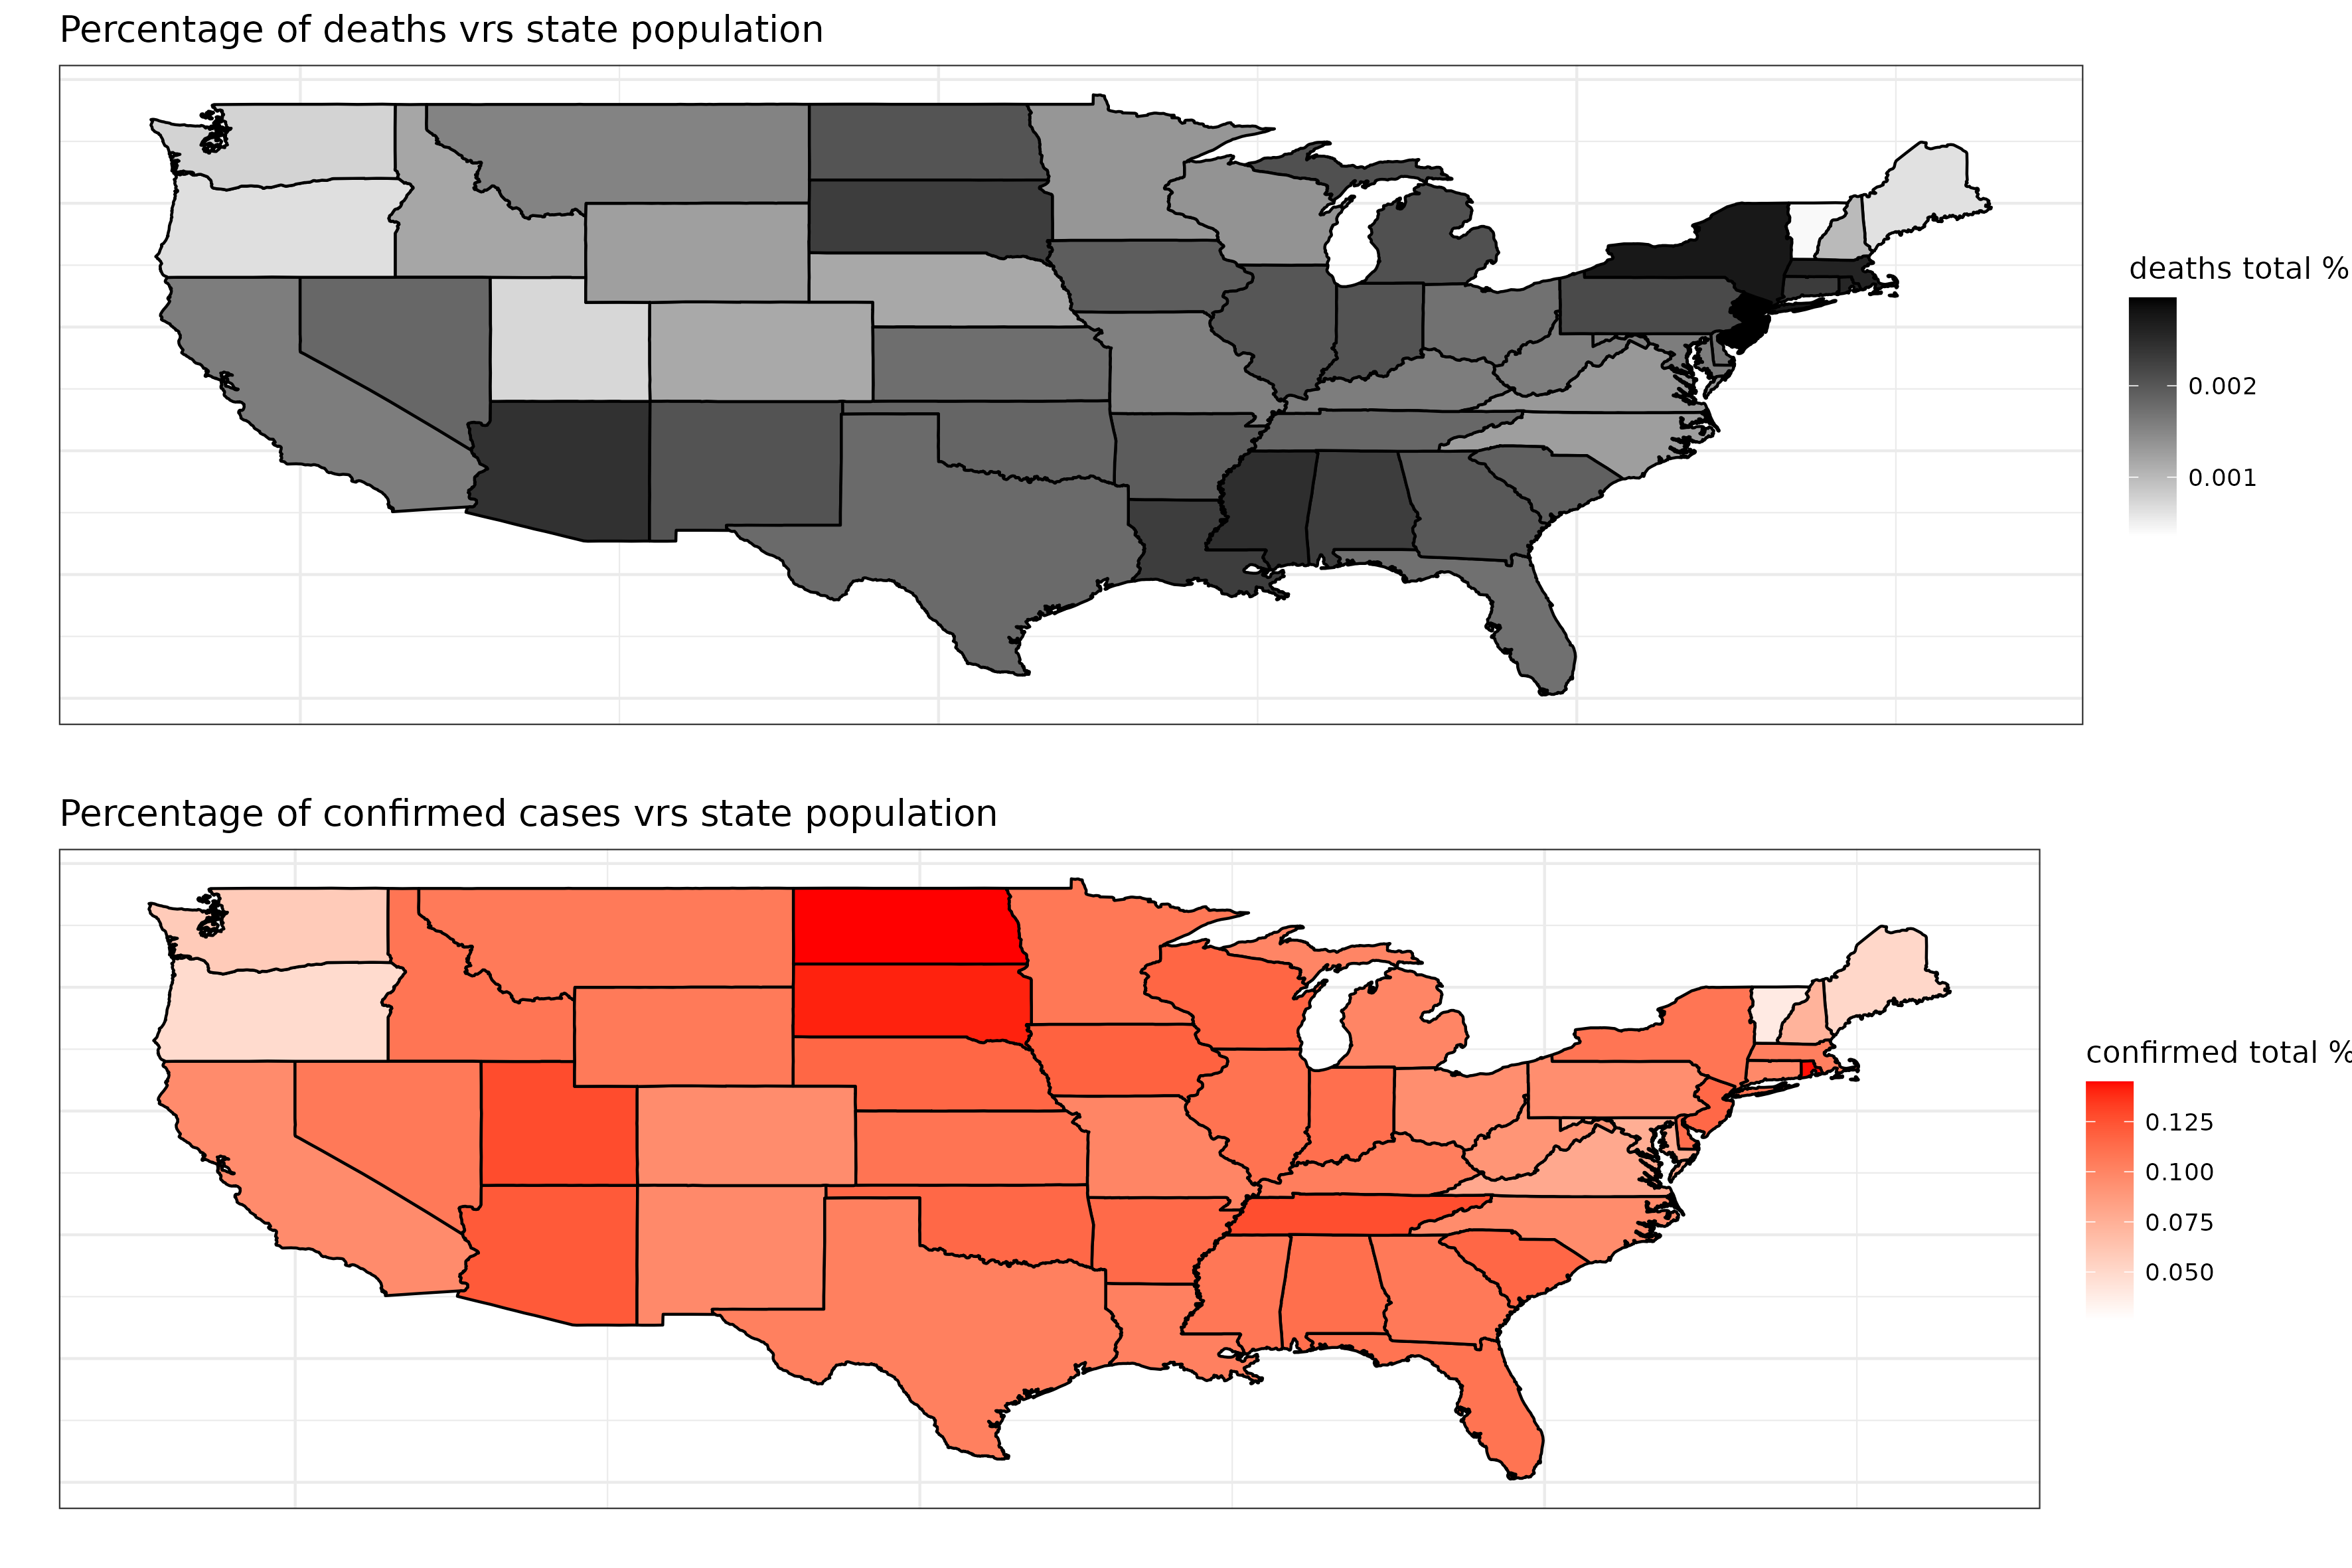 Percentage of deaths vrs state population
deaths total %
0.002
0.001
Percentage of confirmed cases vrs state population
confirmed total %
0.125
0.100
0.075
0.050